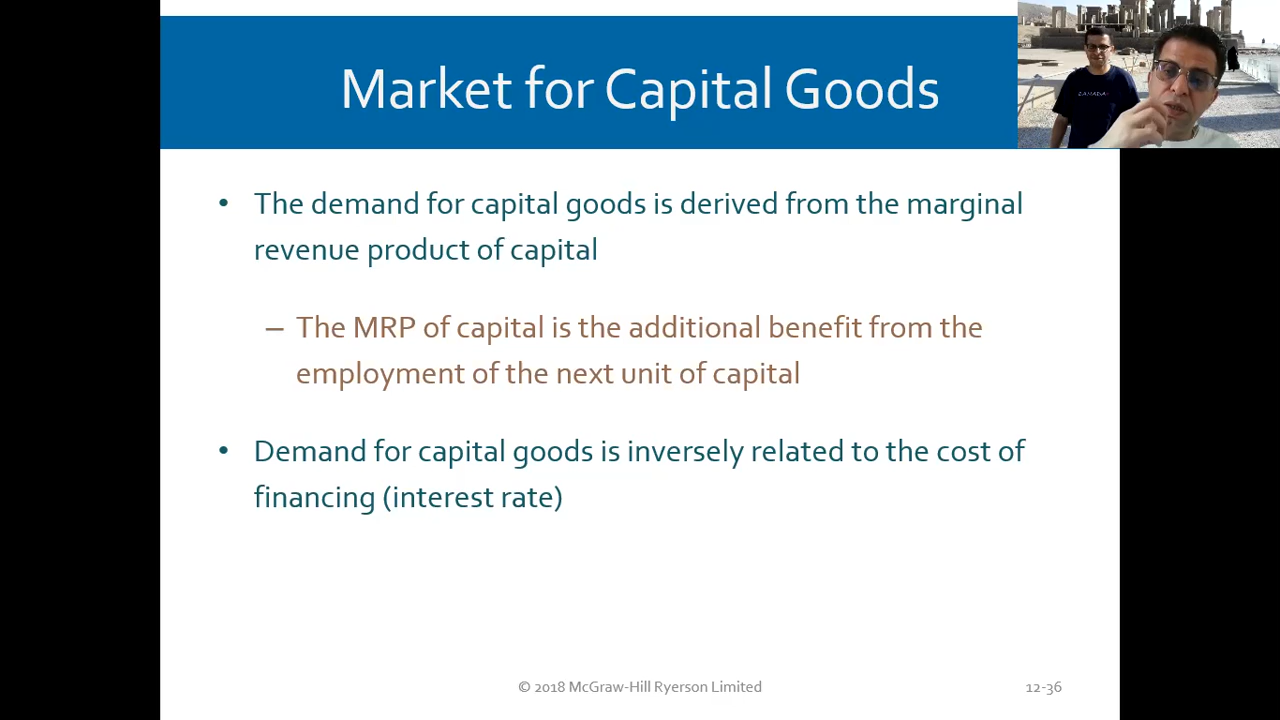 Market for Capital Goods
CANADA
• The demand for capital goods is derived from the marginal
revenue product of capital
– The MRP of capital is the additional benefit from the
employment of the next unit of capital
• Demand for capital goods is inversely related to the cost of
financing (interest rate)
© 2018 McGraw-Hill Ryerson Limited
12-36